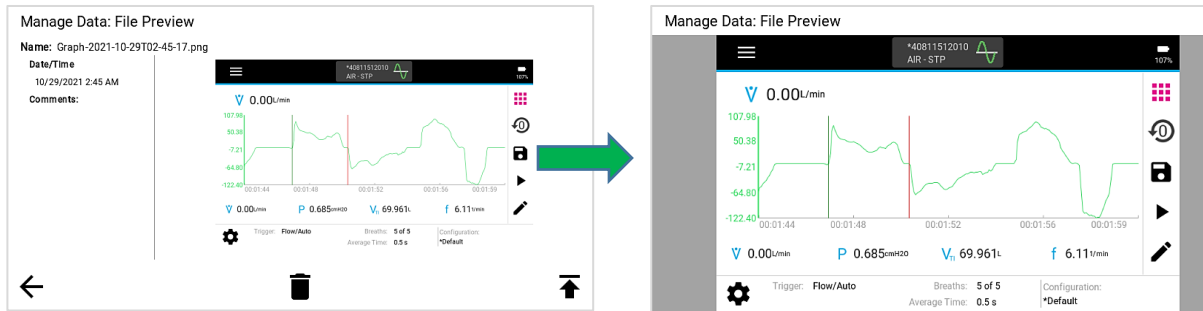 Manage Data: File Preview
Name: Graph-2021-10-29T02-45-17.png
Date/Time
10/29/2021 2:45 AM
Comments:
*40811512010
AIR - STP
107%
V̇ 0.00L/min
107.98
50.38
-7.21
-64.80
-122.40
00:01:44 00:01:48 00:01:52 00:01:56 00:01:59
V̇ 0.00L/min P 0.685cmH2O VTI 69.961L f 6.111/min
Trigger: Flow/Auto Breaths: 5 of 5 Configuration:
Average Time: 0.5 s *Default
Manage Data: File Preview
*40811512010
AIR - STP
107%
V̇ 0.00L/min
0
107.98
50.38
-7.21
-64.80
-122.40
00:01:44 00:01:48 00:01:52 00:01:56 00:01:59
V̇ 0.00L/min P 0.685cmH2O VTI 69.961L f 6.111/min
Trigger: Flow/Auto Breaths: 5 of 5 Configuration:
Average Time: 0.5 s *Default